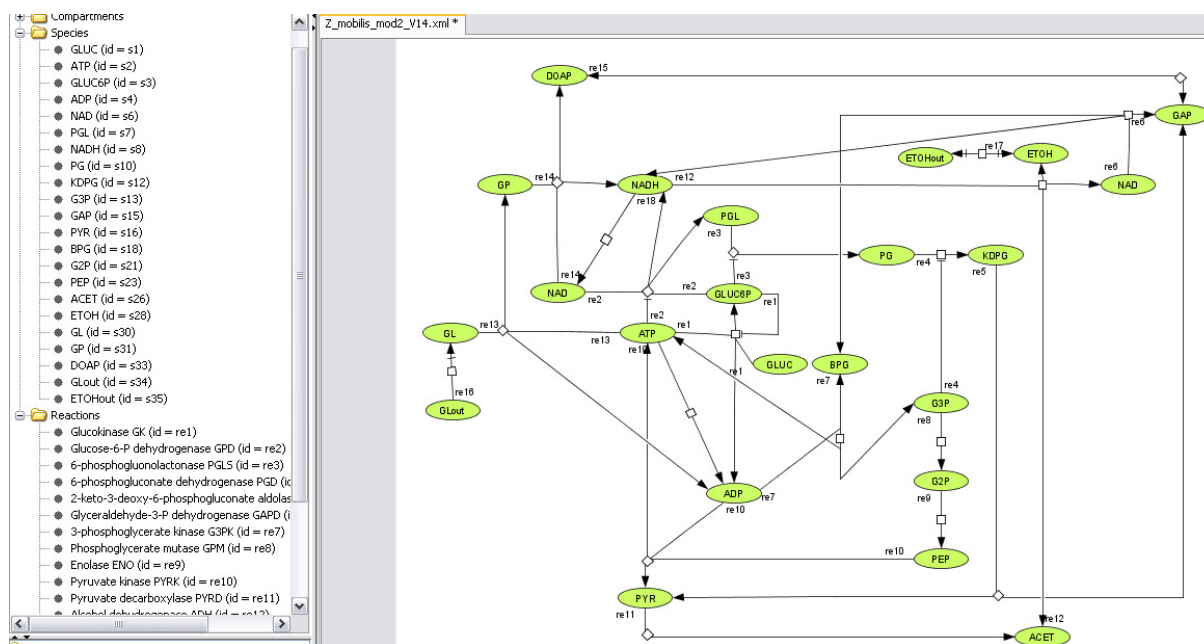 Compartments
Z_mobilis_mod2_V14.xml *
Species
GLUC (id = s1)
ATP (id = s2)
GLUC6P (id = s3)
ADP (id = s4)
NAD (id = s6)
PGL (id = s7)
NADH (id = s8)
PG (id = s10)
KDPG (id = s12)
G3P (id = s13)
GAP (id = s15)
PYR (id = s16)
BPG (id = s18)
G2P (id = s21)
PEP (id = s23)
ACET (id = s26)
ETOH (id = s28)
GL (id = s30)
GP (id = s31)
DOAP (id = s33)
GLout (id = s34)
ETOHout (id = s35)
Reactions
Glucokinase GK (id = re1)
Glucose-6-P dehydrogenase GPD (id = re2)
6-phosphogluonolactonase PGLS (id = re3)
6-phosphogluconate dehydrogenase PGD (id
2-keto-3-deoxy-6-phosphogluconate aldolas
Glyceraldehyde-3-P dehydrogenase GAPD (i
3-phosphoglycerate kinase G3PK (id = re7)
Phosphoglycerate mutase GPM (id = re8)
Enolase ENO (id = re9)
Pyruvate kinase PYRK (id = re10)
Pyruvate decarboxylase PYRD (id = re11)
Alcohol dehydrogenase ADH (id = re12)
DOAP re15
GAP
re6
ETOHout re17 ETOH
re6
GP re14 NADH re12 NAD
re18
PGL
re3
PG re4 KDPG
re5
re14 re3
NAD re2 re2 GLUC6P re1
re2
GL re13 re13 ATP re1
re19
re1 GLUC BPG
re7
re16 re4
GLout G3P
re8
G2P
ADP re7 re9
re10
re10 PEP
PYR
re11 re12
ACET